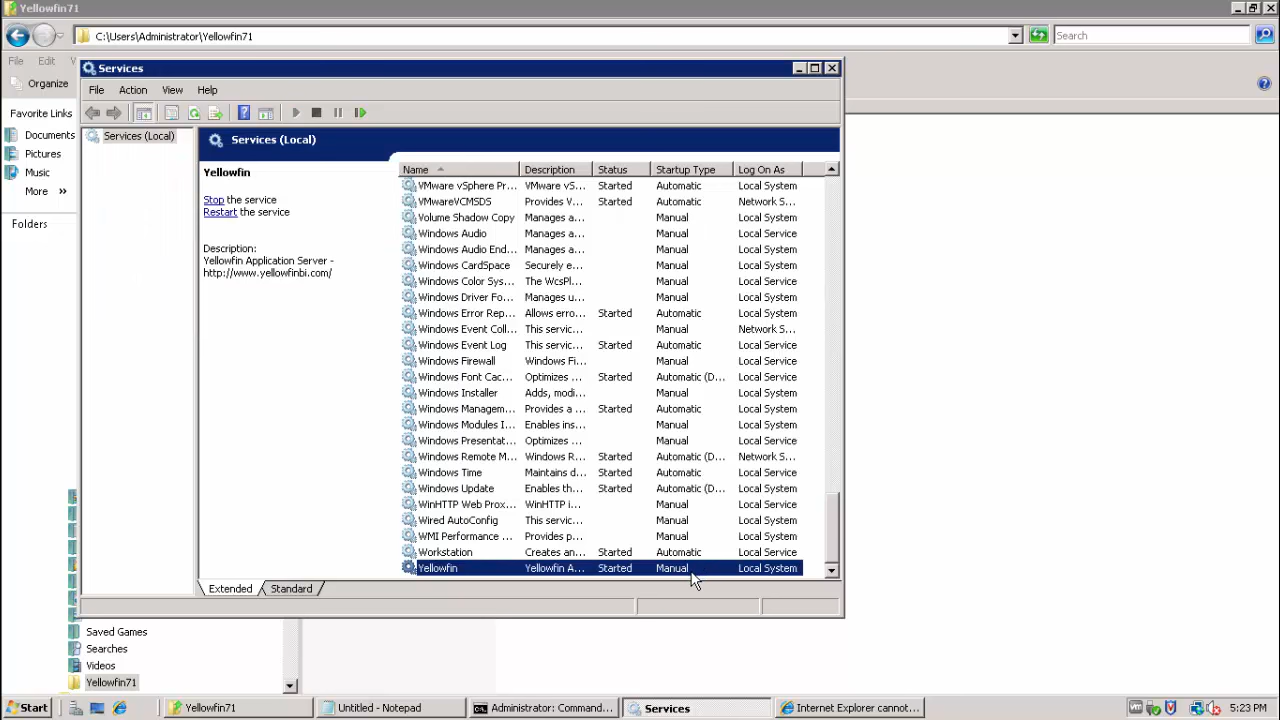 Yellowfin71
C:\Users\Administrator\Yellowfin71
Search
File Edit V
Organize
Favorite Links
Documents
Pictures
Music
More »
Folders
Saved Games
Searches
Videos
Yellowfin71
Services
File Action View Help
Services (Local)
Services (Local)
Yellowfin
Stop the service
Restart the service
Description:
Yellowfin Application Server -
http://www.yellowfinbi.com/
Name Description Status Startup Type Log On As
VMware vSphere Pr... VMware vS... Started Automatic Local System
VMwareVCMSDS Provides V... Started Automatic Network S...
Volume Shadow Copy Manages a... Manual Local System
Windows Audio Manages a... Manual Local Service
Windows Audio End... Manages a... Manual Local System
Windows CardSpace Securely e... Manual Local System
Windows Color Sys... The WcsPl... Manual Local Service
Windows Driver Fo... Manages u... Manual Local System
Windows Error Rep... Allows erro... Started Automatic Local System
Windows Event Coll... This servic... Manual Network S...
Windows Event Log This servic... Started Automatic Local Service
Windows Firewall Windows Fi... Manual Local Service
Windows Font Cac... Optimizes ... Started Automatic (D... Local Service
Windows Installer Adds, modi... Manual Local System
Windows Managem... Provides a ... Started Automatic Local System
Windows Modules I... Enables ins... Manual Local System
Windows Presentat... Optimizes ... Manual Local Service
Windows Remote M... Windows R... Started Automatic (D... Network S...
Windows Time Maintains d... Started Automatic Local Service
Windows Update Enables th... Started Automatic (D... Local System
WinHTTP Web Prox... WinHTTP i... Manual Local Service
Wired AutoConfig This servic... Manual Local System
WMI Performance ... Provides p... Manual Local System
Workstation Creates an... Started Automatic Local Service
Yellowfin Yellowfin A... Started Manual Local System
Extended Standard
Start Yellowfin71 Untitled - Notepad Administrator: Command... Services Internet Explorer cannot... 5:23 PM